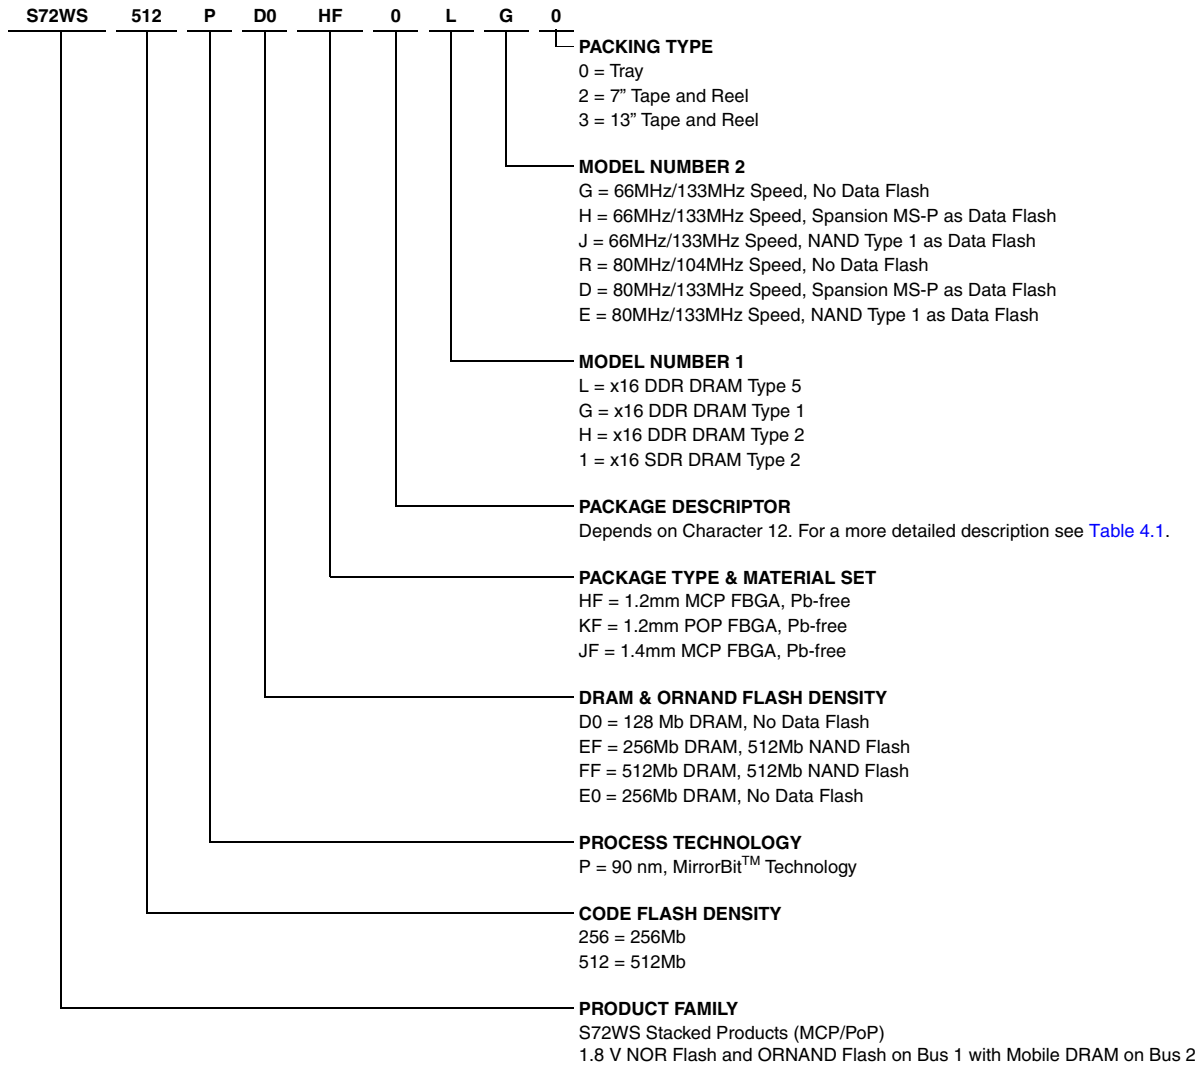 S72WS 512 P D0 HF 0 L G 0
PACKING TYPE
0 = Tray
2 = 7” Tape and Reel
3 = 13” Tape and Reel
MODEL NUMBER 2
G = 66MHz/133MHz Speed, No Data Flash
H = 66MHz/133MHz Speed, Spansion MS-P as Data Flash
J = 66MHz/133MHz Speed, NAND Type 1 as Data Flash
R = 80MHz/104MHz Speed, No Data Flash
D = 80MHz/133MHz Speed, Spansion MS-P as Data Flash
E = 80MHz/133MHz Speed, NAND Type 1 as Data Flash
MODEL NUMBER 1
L = x16 DDR DRAM Type 5
G = x16 DDR DRAM Type 1
H = x16 DDR DRAM Type 2
1 = x16 SDR DRAM Type 2
PACKAGE DESCRIPTOR
Depends on Character 12. For a more detailed description see Table 4.1.
PACKAGE TYPE & MATERIAL SET
HF = 1.2mm MCP FBGA, Pb-free
KF = 1.2mm POP FBGA, Pb-free
JF = 1.4mm MCP FBGA, Pb-free
DRAM & ORNAND FLASH DENSITY
D0 = 128 Mb DRAM, No Data Flash
EF = 256Mb DRAM, 512Mb NAND Flash
FF = 512Mb DRAM, 512Mb NAND Flash
E0 = 256Mb DRAM, No Data Flash
PROCESS TECHNOLOGY
P = 90 nm, MirrorBit™ Technology
CODE FLASH DENSITY
256 = 256Mb
512 = 512Mb
PRODUCT FAMILY
S72WS Stacked Products (MCP/PoP)
1.8 V NOR Flash and ORNAND Flash on Bus 1 with Mobile DRAM on Bus 2